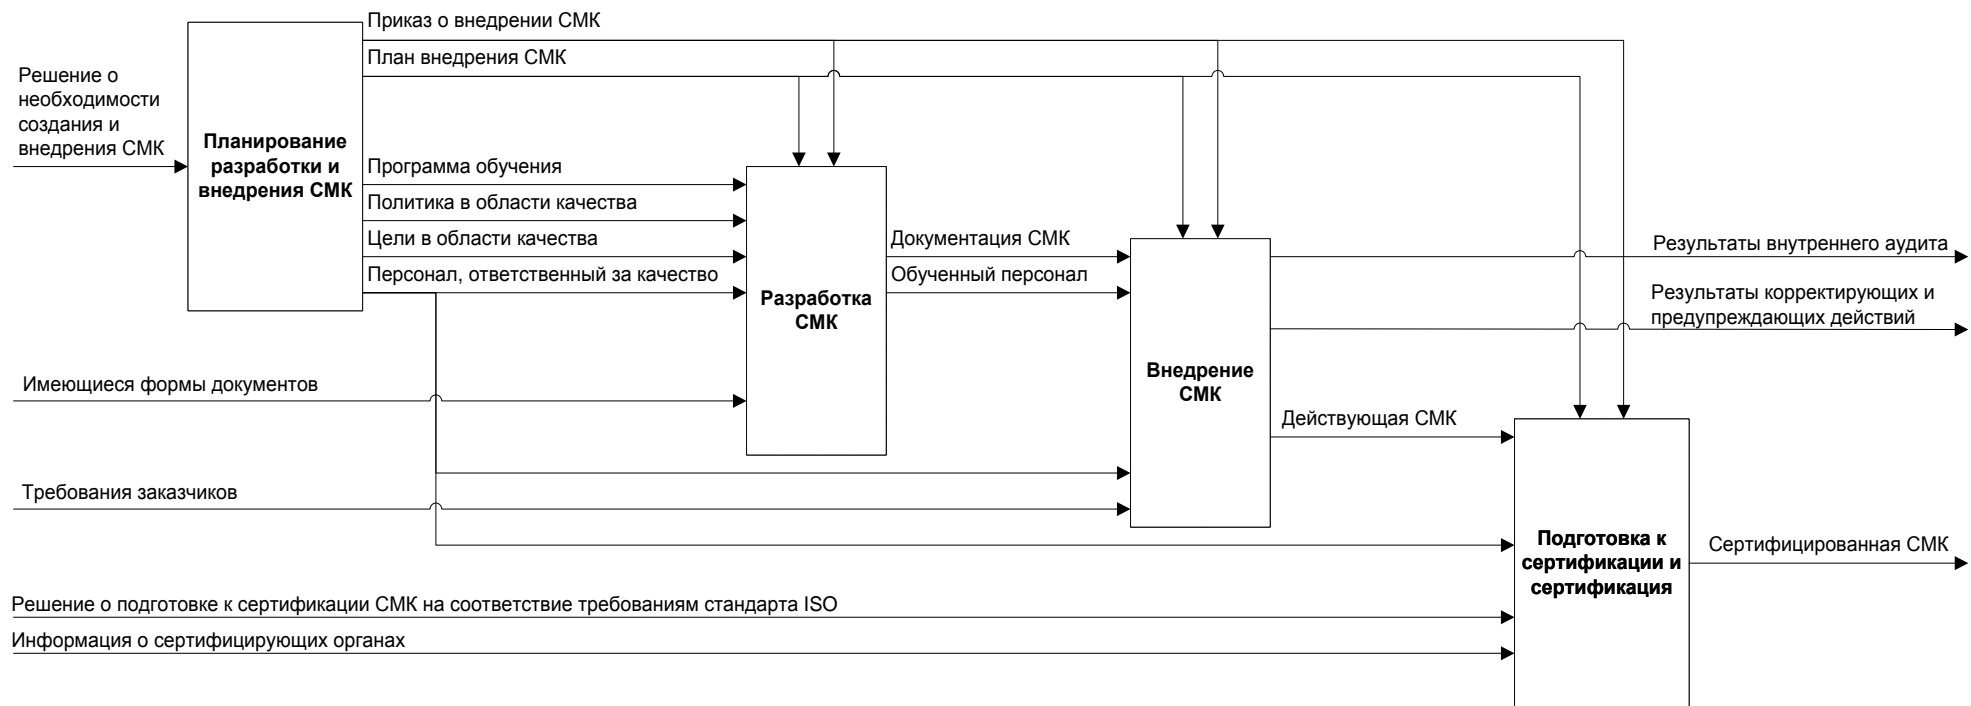 Приказ о внедрении СМК
План внедрения СМК
Решение о
необходимости
создания и
внедрения СМК
Планирование
разработки и
внедрения СМК
Программа обучения
Политика в области качества
Цели в области качества
Персонал, ответственный за качество
Разработка
СМК
Документация СМК
Обученный персонал
Внедрение
СМК
Результаты внутреннего аудита
Результаты корректирующих и
предупреждающих действий
Имеющиеся формы документов
Действующая СМК
Требования заказчиков
Подготовка к
сертификации и
сертификация
Сертифицированная СМК
Решение о подготовке к сертификации СМК на соответствие требованиям стандарта ISO
Информация о сертифицирующих органах